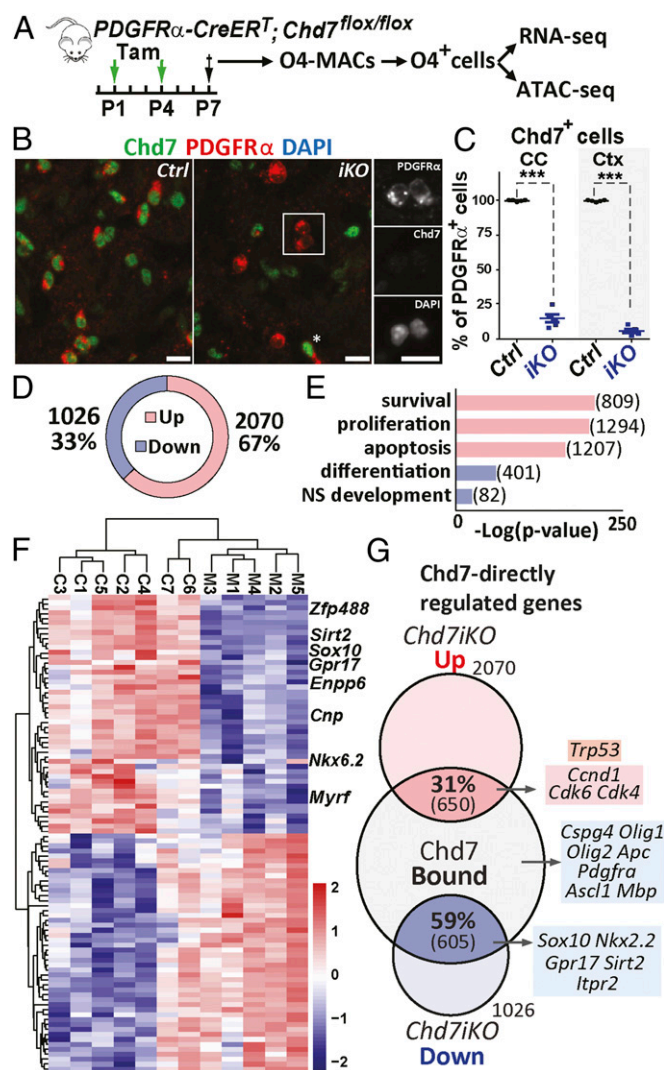 A
PDGFRα-CreERᵀ; Chd7^flox/flox
Tam
P1 P4 P7
O4-MACs
O4⁺cells
RNA-seq
ATAC-seq
B
Chd7 PDGFRα DAPI
Ctrl
iKO
*
PDGFRα
Chd7
DAPI
C
Chd7⁺ cells
CC Ctx
*** ***
% of PDGFRα⁺ cells
100
75
50
25
0
Ctrl iKO Ctrl iKO
D
1026
33%
Up
Down
2070
67%
E
survival (809)
proliferation (1294)
apoptosis (1207)
differentiation (401)
NS development (82)
0 250
-Log(p-value)
F
C3 C1 C5 C2 C4 C7 C6 M3 M1 M4 M2 M5
Zfp488
Sirt2
Sox10
Gpr17
Enpp6
Cnp
Nkx6.2
Myrf
2
1
0
−1
−2
G
Chd7-directly
regulated genes
Chd7iKO
Up
2070
31%
(650)
Trp53
Ccnd1
Cdk6 Cdk4
Chd7
Bound
Cspg4 Olig1
Olig2 Apc
Pdgfra
Ascl1 Mbp
59%
(605)
Sox10 Nkx2.2
Gpr17 Sirt2
Itpr2
1026
Chd7iKO
Down